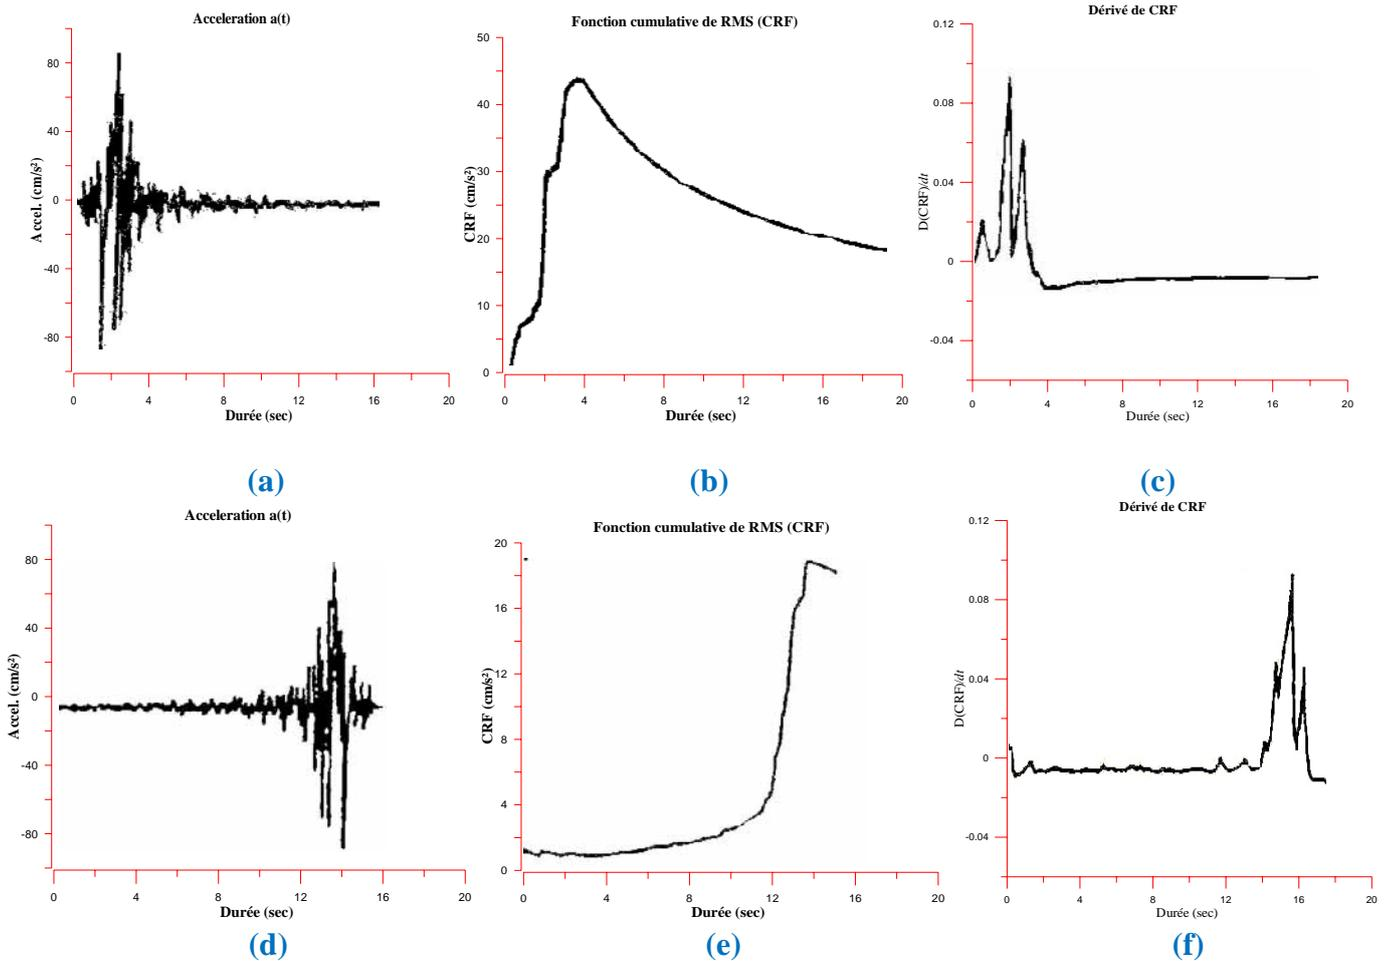 Acceleration a(t)
Accel. (cm/s²)
80
40
0
-40
-80
0 4 8 12 16 20
Durée (sec)
(a)
Fonction cumulative de RMS (CRF)
CRF (cm/s²)
50
40
30
20
10
0
0 4 8 12 16 20
Durée (sec)
(b)
Dérivé de CRF
D(CRF)/dt
0.12
0.08
0.04
0
-0.04
0 4 8 12 16 20
Durée (sec)
(c)
Acceleration a(t)
Accel. (cm/s²)
80
40
0
-40
-80
0 4 8 12 16 20
Durée (sec)
(d)
Fonction cumulative de RMS (CRF)
CRF (cm/s²)
20
16
12
8
4
0
0 4 8 12 16 20
Durée (sec)
(e)
Dérivé de CRF
D(CRF)/dt
0.12
0.08
0.04
0
-0.04
0 4 8 12 16 20
Durée (sec)
(f)